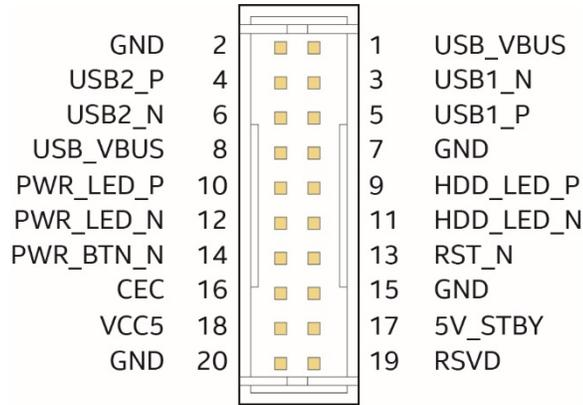 GND 2 1 USB_VBUS
USB2_P 4 3 USB1_N
USB2_N 6 5 USB1_P
USB_VBUS 8 7 GND
PWR_LED_P 10 9 HDD_LED_P
PWR_LED_N 12 11 HDD_LED_N
PWR_BTN_N 14 13 RST_N
CEC 16 15 GND
VCC5 18 17 5V_STBY
GND 20 19 RSVD